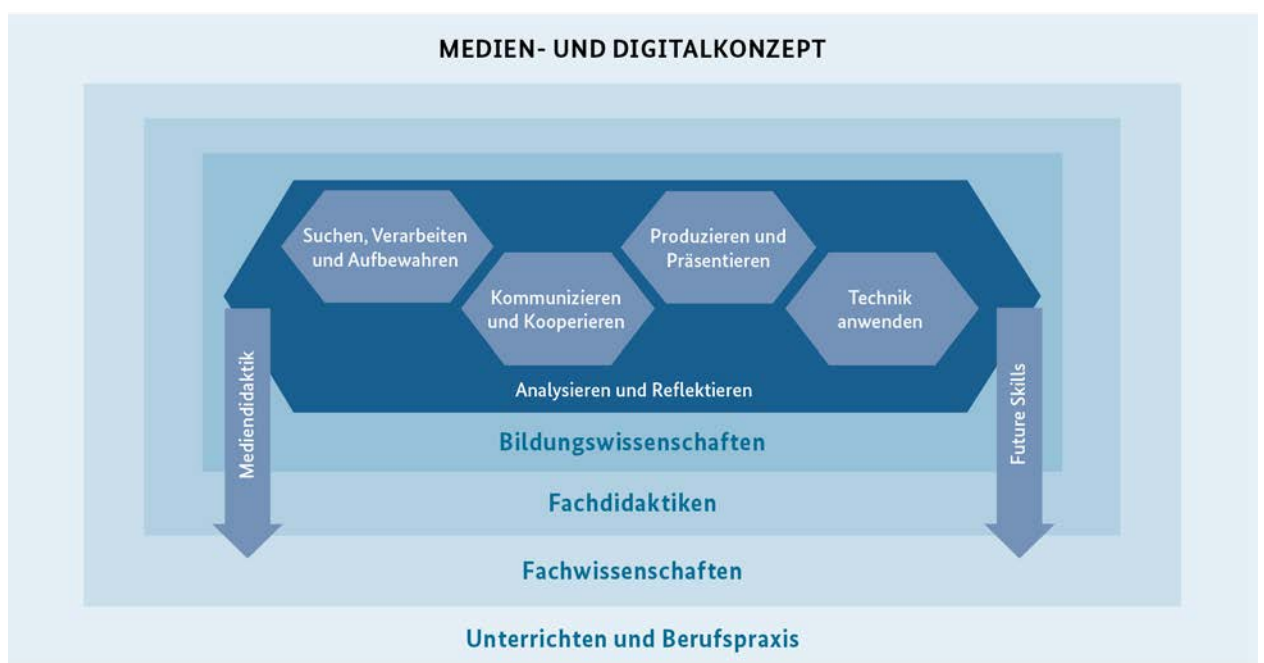 MEDIEN- UND DIGITALKONZEPT
Suchen, Verarbeiten
und Aufbewahren
Kommunizieren
und Kooperieren
Produzieren und
Präsentieren
Technik
anwenden
Analysieren und Reflektieren
Mediendidaktik
Future Skills
Bildungswissenschaften
Fachdidaktiken
Fachwissenschaften
Unterrichten und Berufspraxis